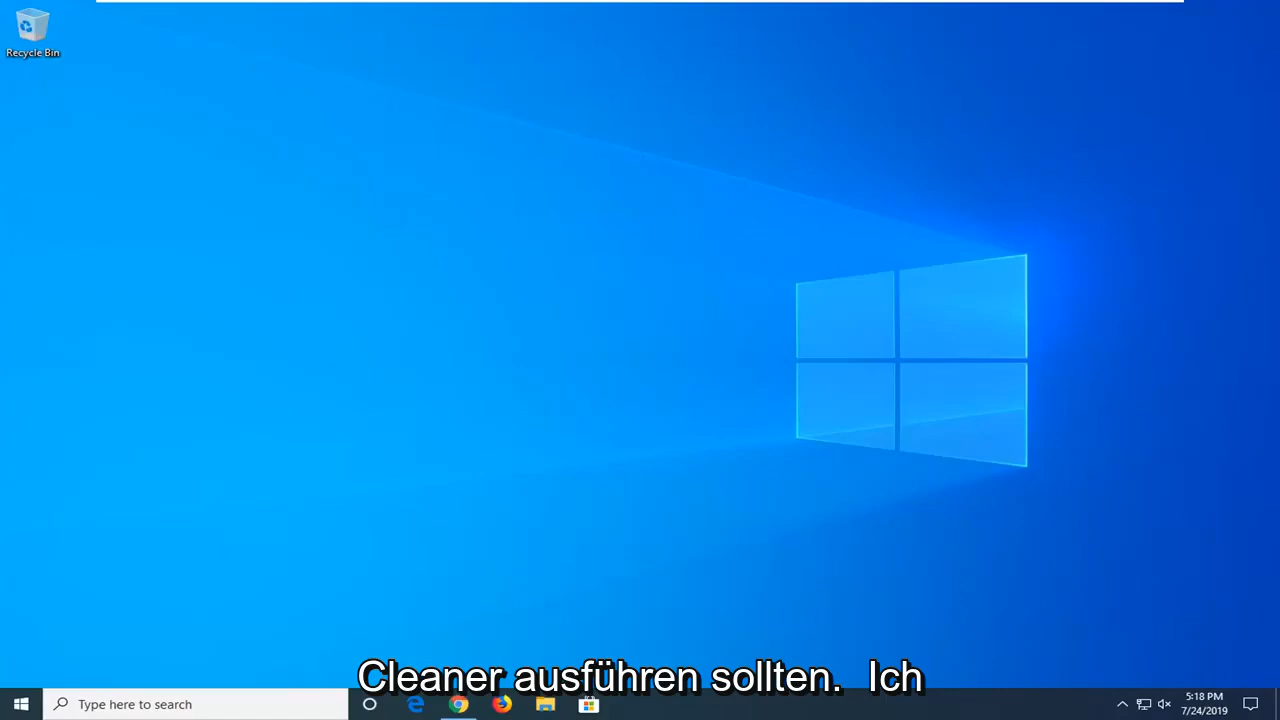 Recycle Bin
Cleaner ausführen sollten. Ich
Type here to search
5:18 PM
7/24/2019